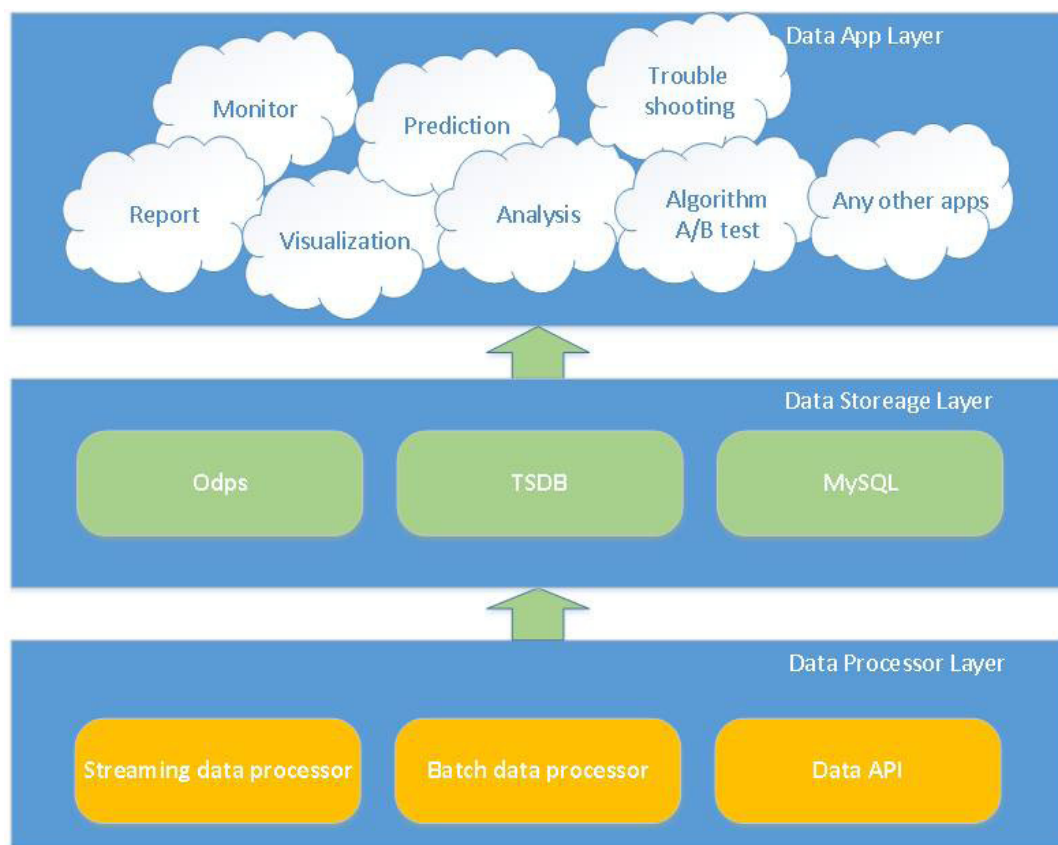 Data App Layer
Monitor
Prediction
Trouble
shooting
Report
Visualization
Analysis
Algorithm
A/B test
Any other apps
Data Storeage Layer
Odps
TSDB
MySQL
Data Processor Layer
Streaming data processor
Batch data processor
Data API